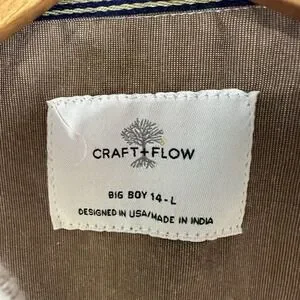 CRAFT+FLOW
BIG BOY 14-L
DESIGNED IN USA/MADE IN INDIA